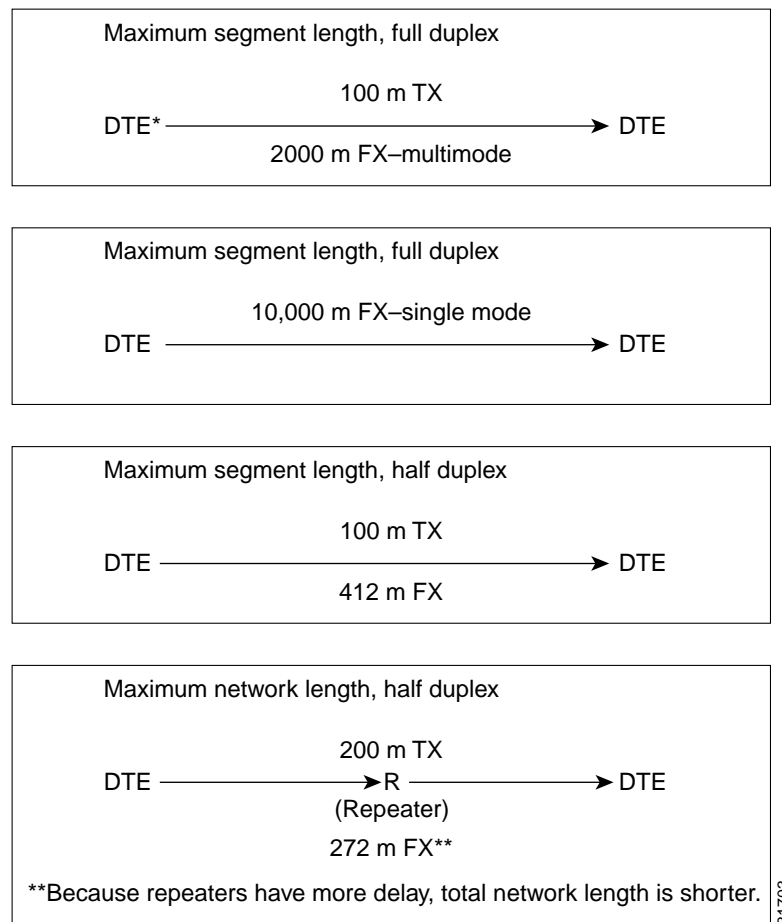 Maximum segment length, full duplex
100 m TX
DTE* DTE
2000 m FX–multimode
Maximum segment length, full duplex
10,000 m FX–single mode
DTE DTE
Maximum segment length, half duplex
100 m TX
DTE DTE
412 m FX
Maximum network length, half duplex
200 m TX
DTE R DTE
(Repeater)
272 m FX**
**Because repeaters have more delay, total network length is shorter.